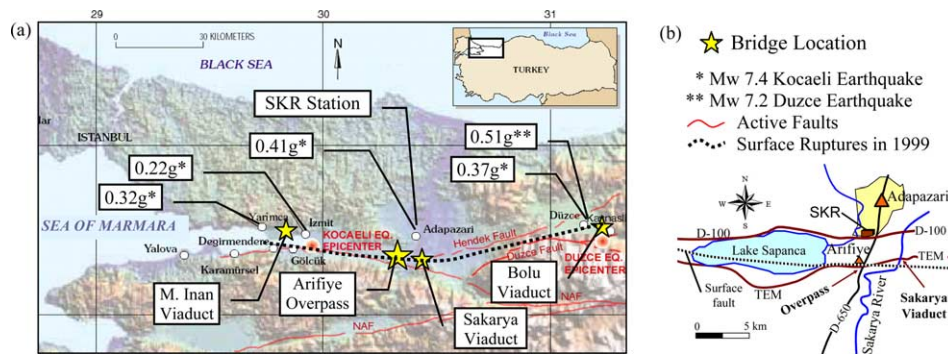 (a)
29
30
31
0
30 KILOMETERS
N
BLACK SEA
Black Sea
TURKEY
SKR Station
ISTANBUL
0.41g*
0.51g**
0.22g*
0.37g*
0.32g*
Yarimca
Izmit
Adapazari
Düzce
SEA OF MARMARA
KOCAELI EQ.
EPICENTER
Hendek Fault
Yalova
Degirmendere
Gölcük
Düzce Fault
DUZCE EQ.
EPICENTER
Karamürsel
M. Inan
Viaduct
Arifiye
Overpass
Bolu
Viaduct
Sakarya
Viaduct
NAF
NAF
(b)
Bridge Location
* Mw 7.4 Kocaeli Earthquake
** Mw 7.2 Duzce Earthquake
Active Faults
Surface Ruptures in 1999
N
W
E
S
Adapazari
SKR
D-100
D-100
Lake Sapanca
Arifiye
TEM
Surface
fault
TEM
Overpass
Sakarya
Viaduct
D-650
Sakarya River
0
5 km